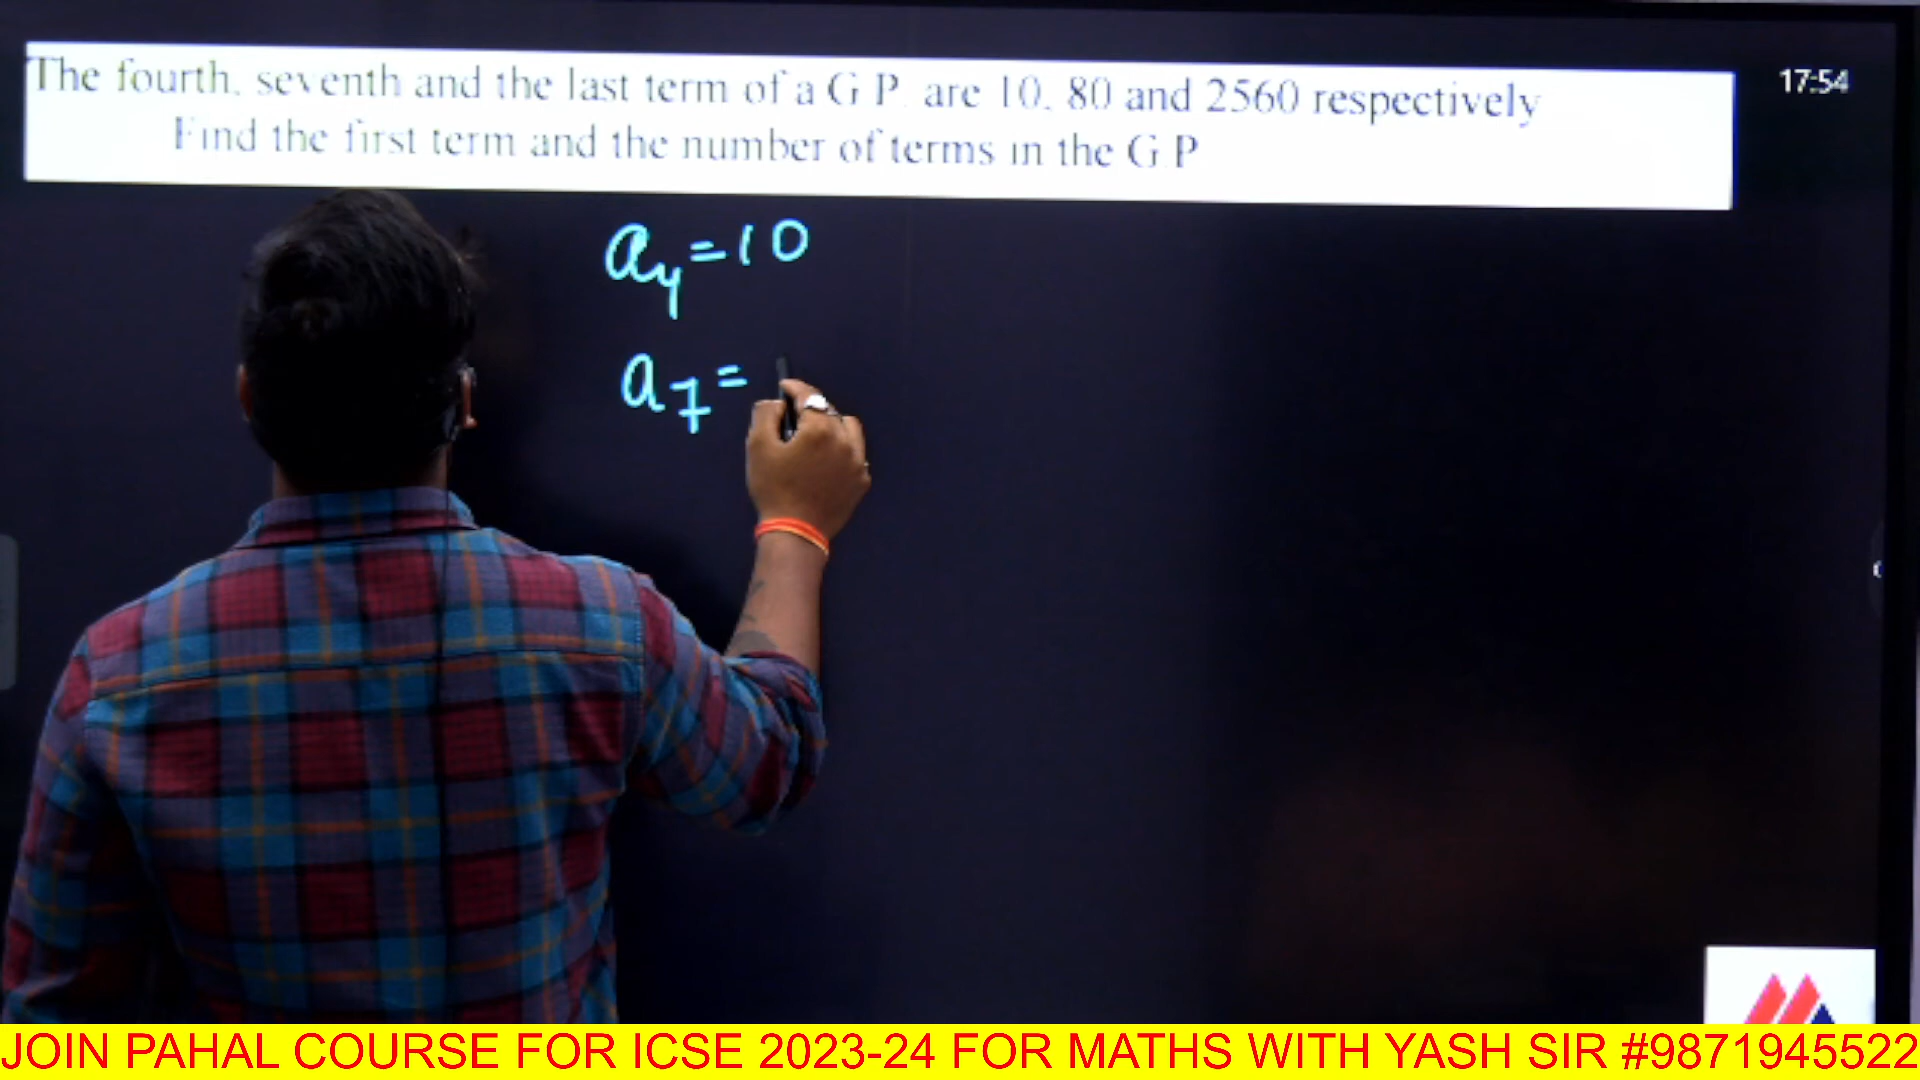 The fourth, seventh and the last term of a G.P. are 10, 80 and 2560 respectively
Find the first term and the number of terms in the G.P
17:54
a₄=10
a₇=
JOIN PAHAL COURSE FOR ICSE 2023-24 FOR MATHS WITH YASH SIR #9871945522